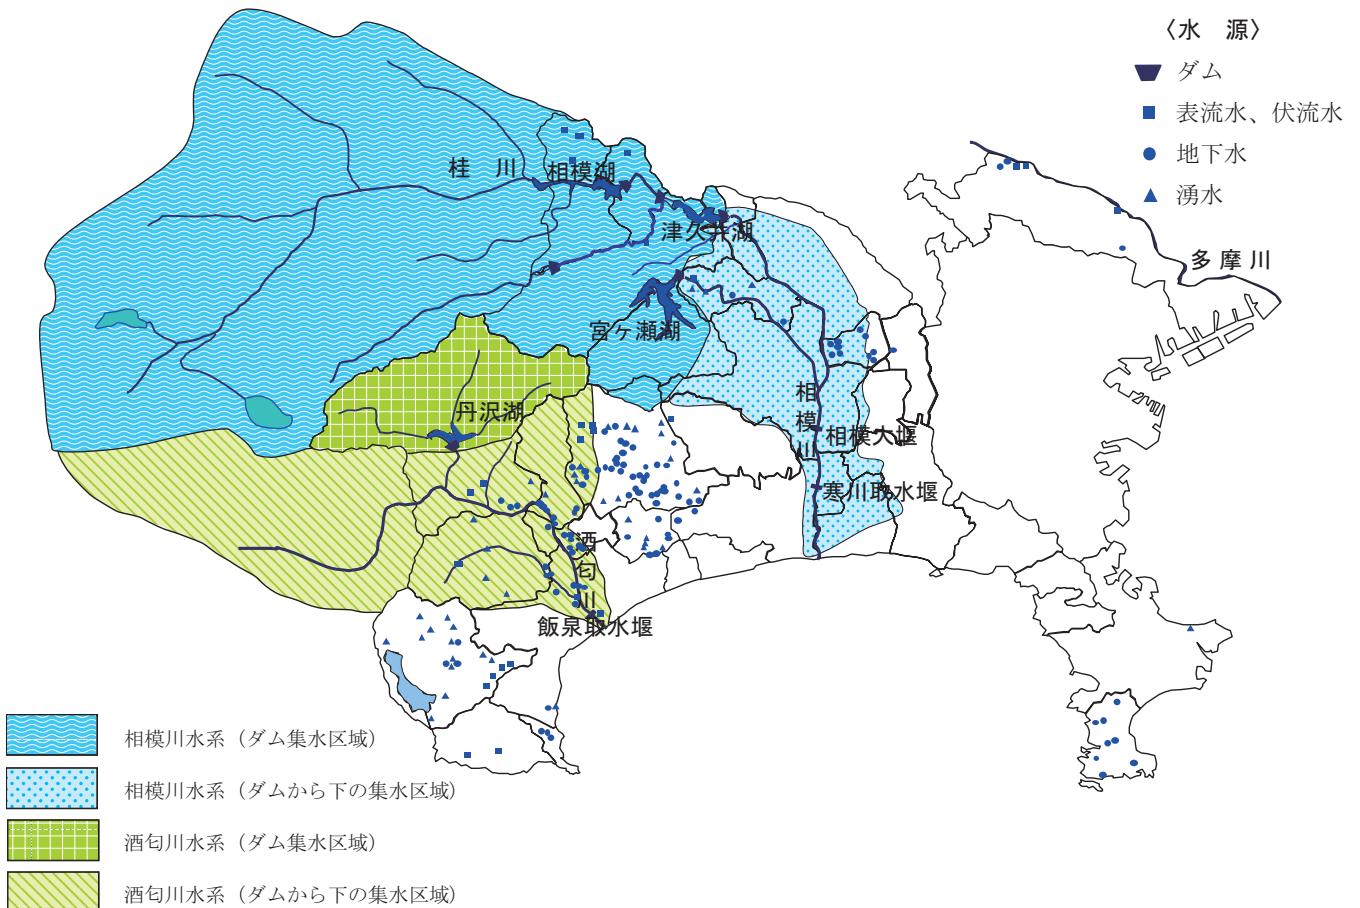 〈水　源〉
ダム
表流水、伏流水
地下水
湧水
桂　川
相模湖
津久井湖
多摩川
宮ヶ瀬湖
丹沢湖
相模川
相模大堰
寒川取水堰
酒匂川
飯泉取水堰
相模川水系（ダム集水区域）
相模川水系（ダムから下の集水区域）
酒匂川水系（ダム集水区域）
酒匂川水系（ダムから下の集水区域）